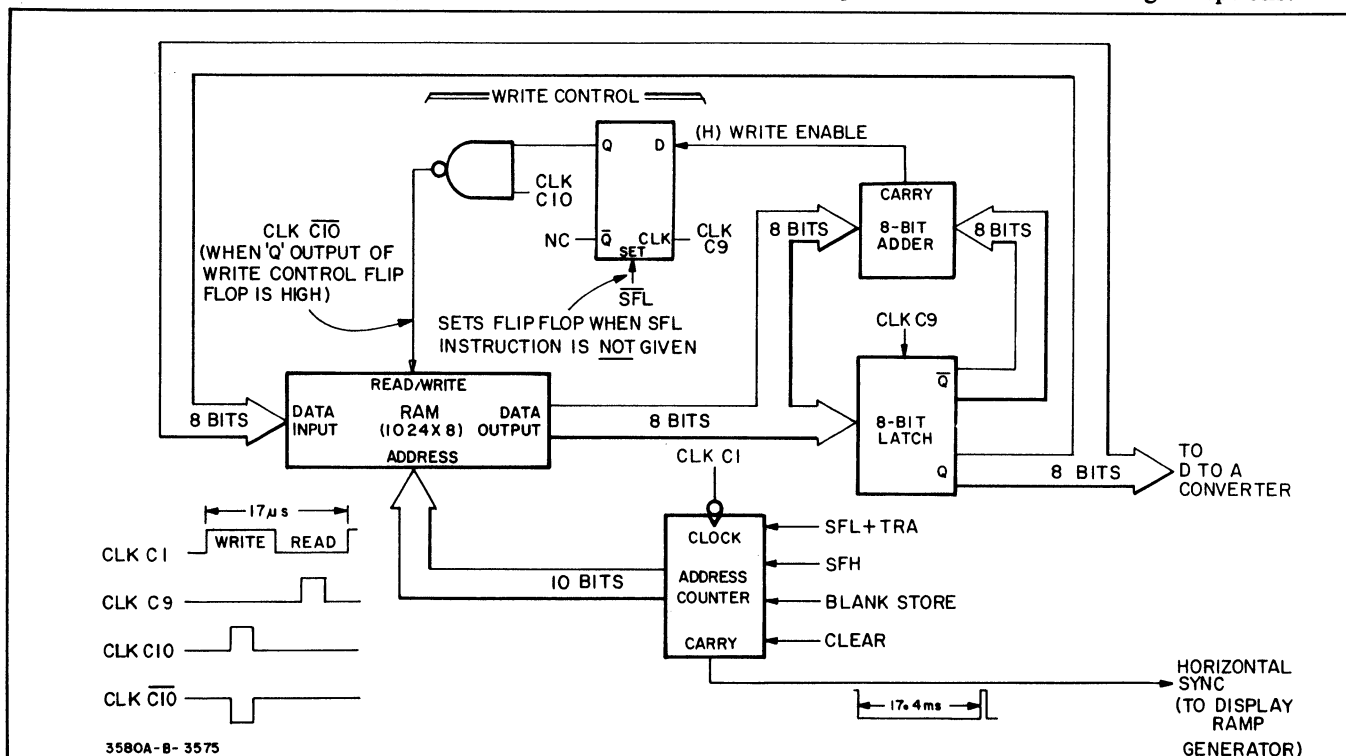 WRITE CONTROL
Q D
(H) WRITE ENABLE
CLK
C10
NC
Q̅ CLK
SET
CLK
C9
S̅F̅L̅
CARRY
8-BIT
ADDER
8 BITS
8 BITS
CLK C̅1̅0̅
(WHEN 'Q' OUTPUT OF
WRITE CONTROL FLIP
FLOP IS HIGH)
SETS FLIP FLOP WHEN SFL
INSTRUCTION IS NOT GIVEN
CLK C9
Q̅
8-BIT
LATCH
Q
READ/WRITE
8 BITS
DATA
INPUT
RAM
(1024X8)
DATA
OUTPUT
ADDRESS
8 BITS
8 BITS
TO
D TO A
CONVERTER
CLK C1
CLOCK
ADDRESS
COUNTER
CARRY
SFL+TRA
SFH
BLANK STORE
CLEAR
10 BITS
17μs
CLK C1
WRITE READ
CLK C9
CLK C10
CLK C̅1̅0̅
17.4ms
HORIZONTAL
SYNC
(TO DISPLAY
RAMP
GENERATOR)
3580A-B-3575